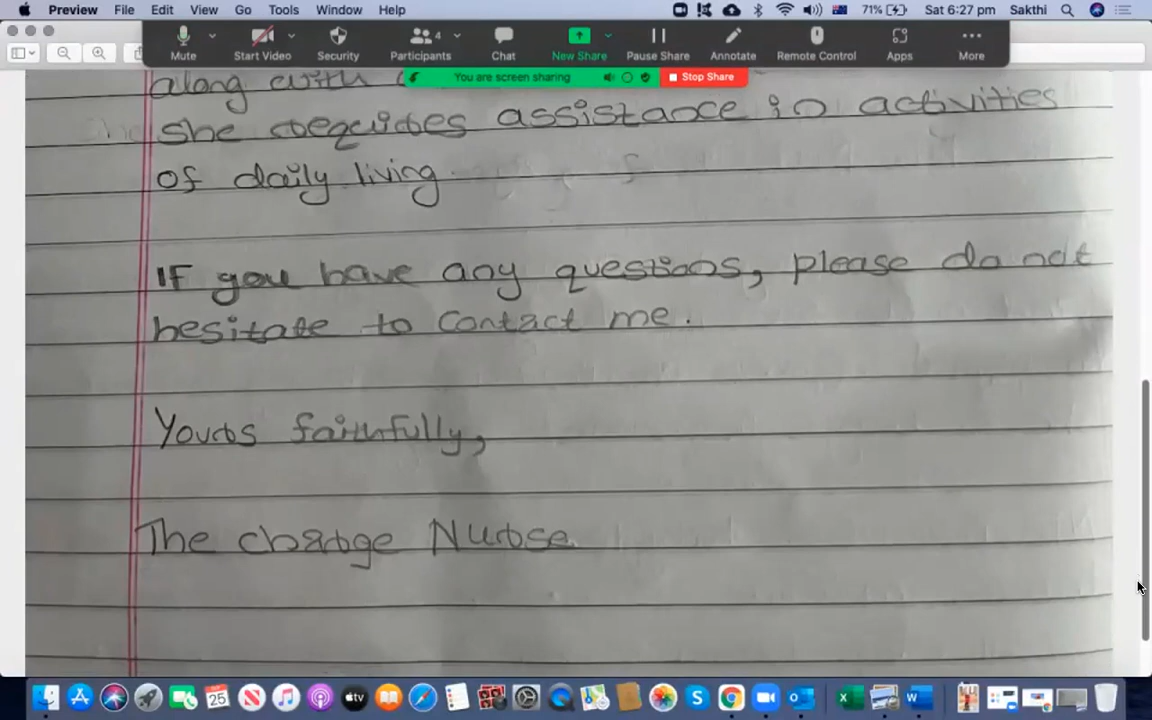 Preview File Edit View Go Tools Window Help 71% Sat 6:27 pm Sakthi
Mute Start Video Security Participants 4 Chat New Share Pause Share Annotate Remote Control Apps More
You are screen sharing Stop Share
along with
she requires assistance in activities
of daily living
If you have any questions, please do not
hesitate to contact me.
Yours faithfully,
The charge Nurse